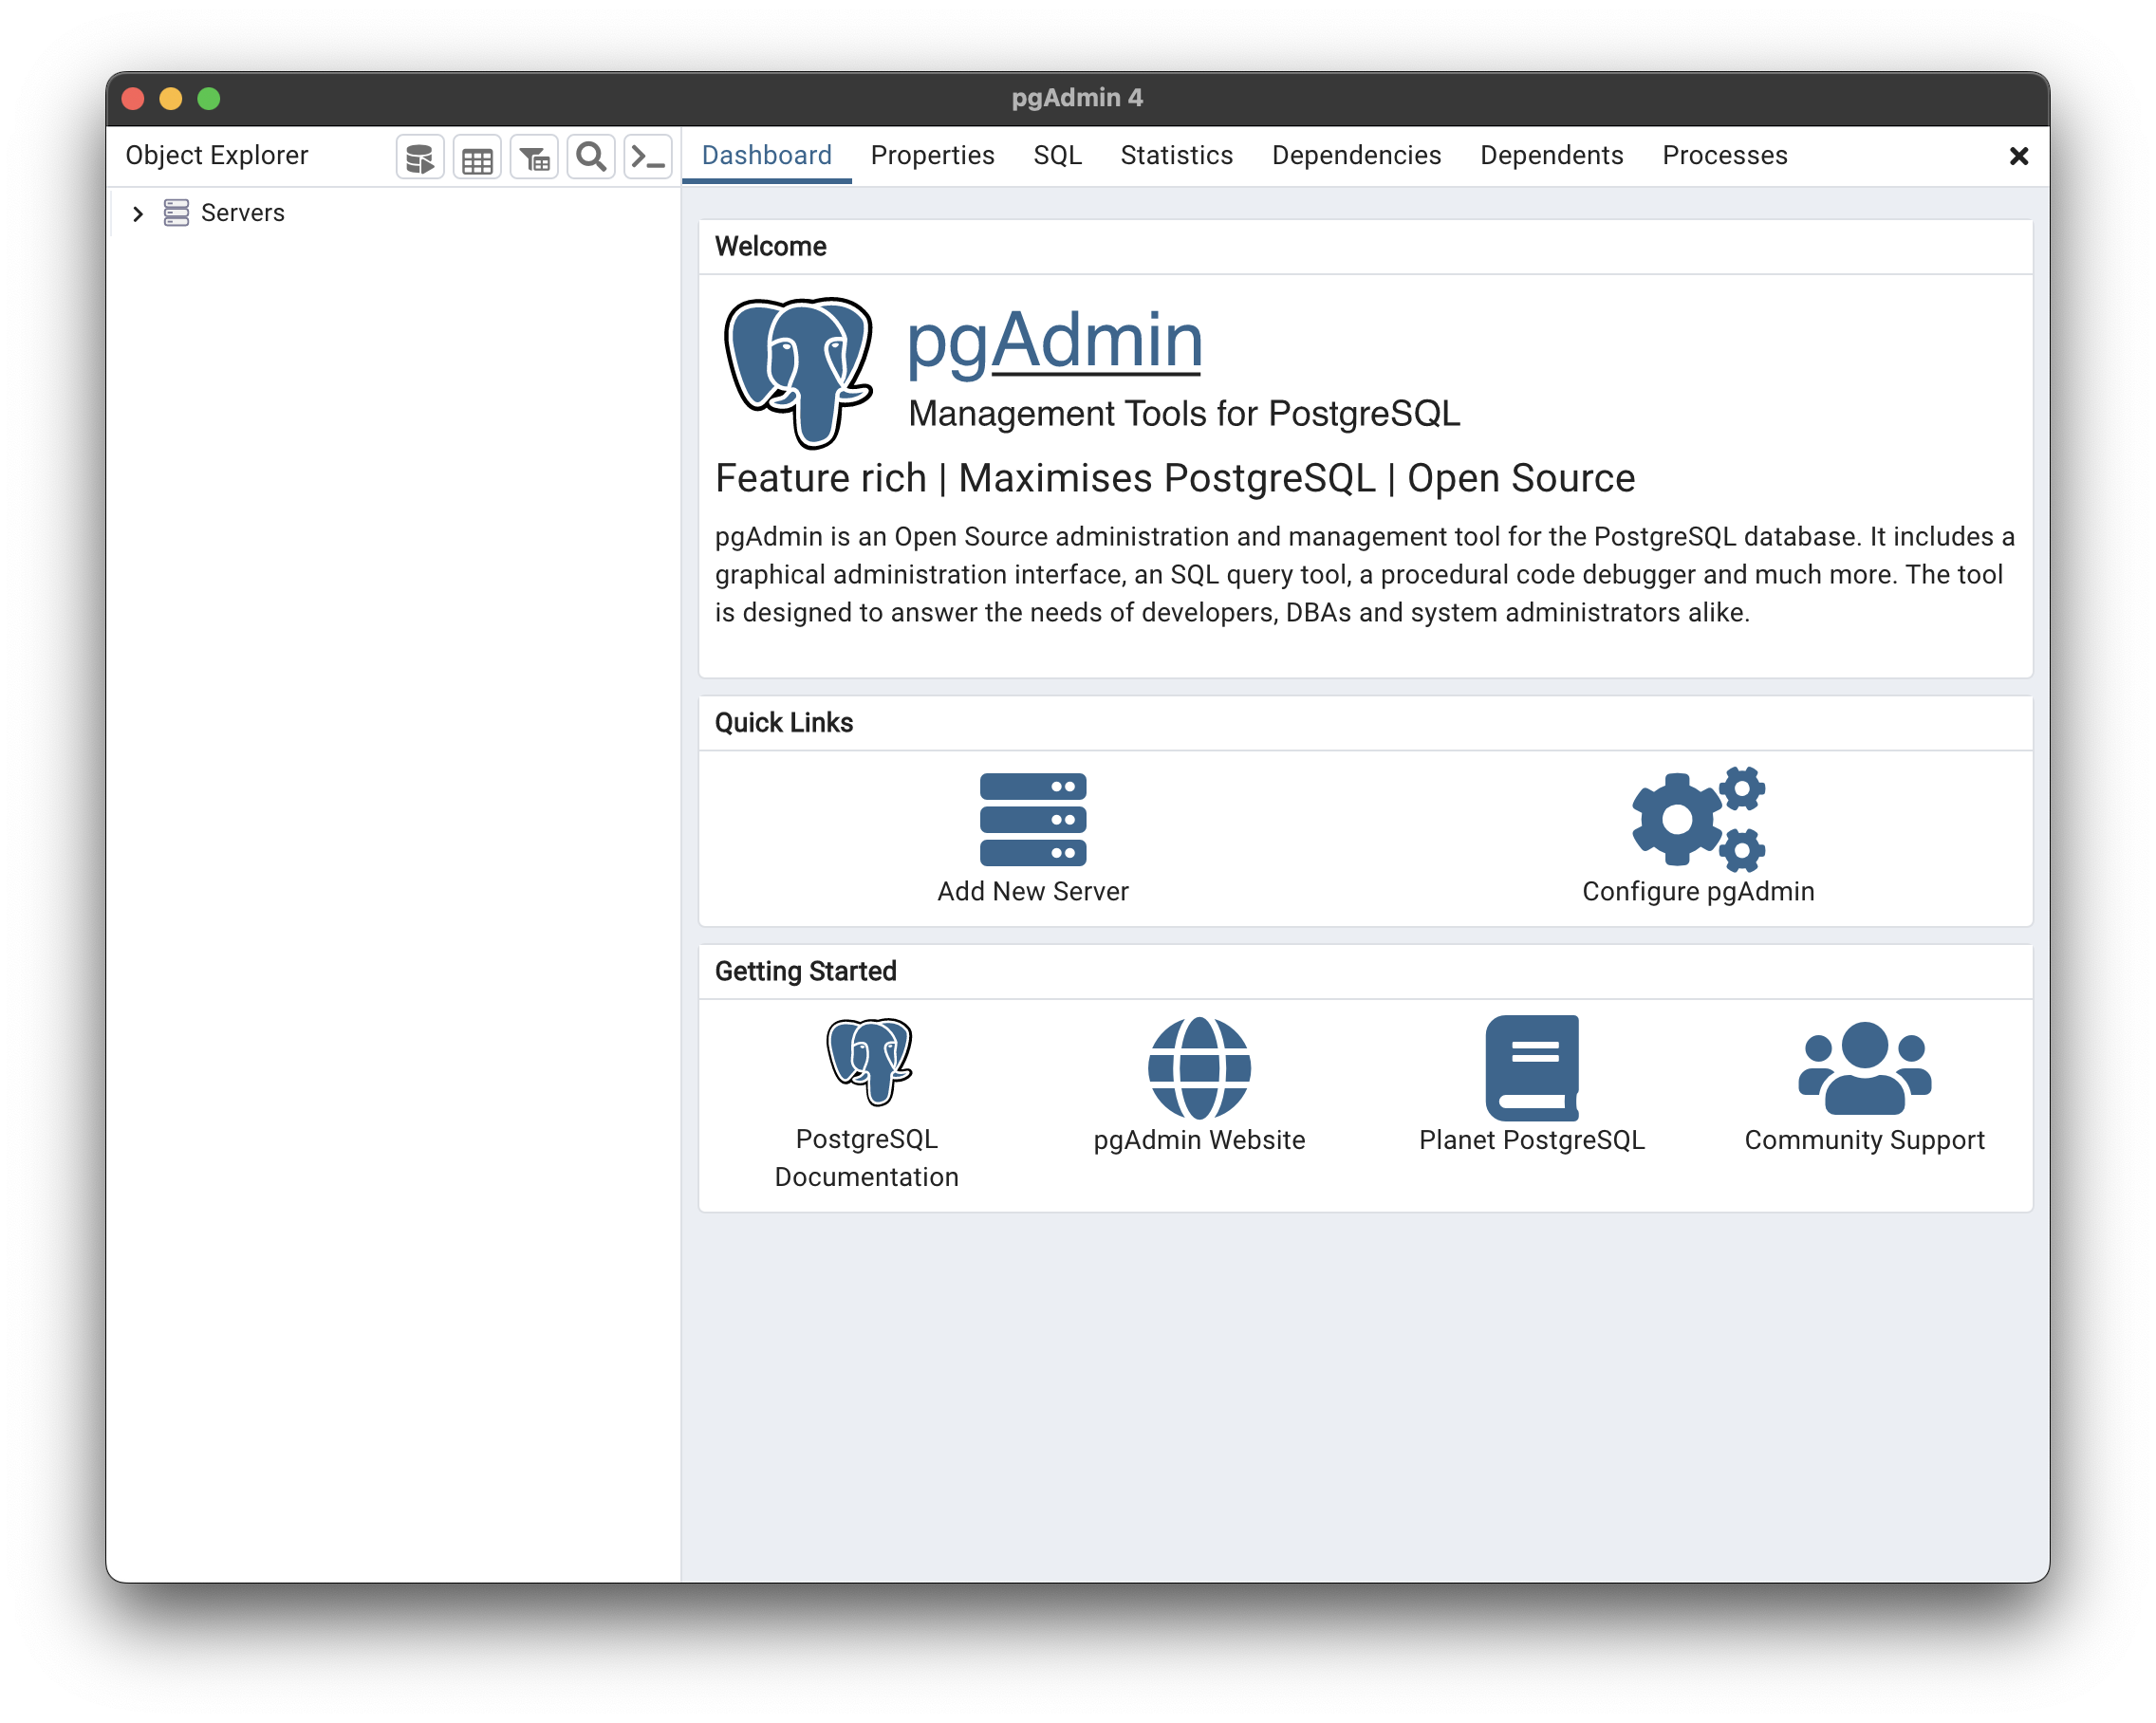 pgAdmin 4
Object Explorer
Dashboard Properties SQL Statistics Dependencies Dependents Processes
Servers
Welcome
pgAdmin
Management Tools for PostgreSQL
Feature rich | Maximises PostgreSQL | Open Source
pgAdmin is an Open Source administration and management tool for the PostgreSQL database. It includes a
graphical administration interface, an SQL query tool, a procedural code debugger and much more. The tool
is designed to answer the needs of developers, DBAs and system administrators alike.
Quick Links
Add New Server
Configure pgAdmin
Getting Started
PostgreSQL
Documentation
pgAdmin Website
Planet PostgreSQL
Community Support